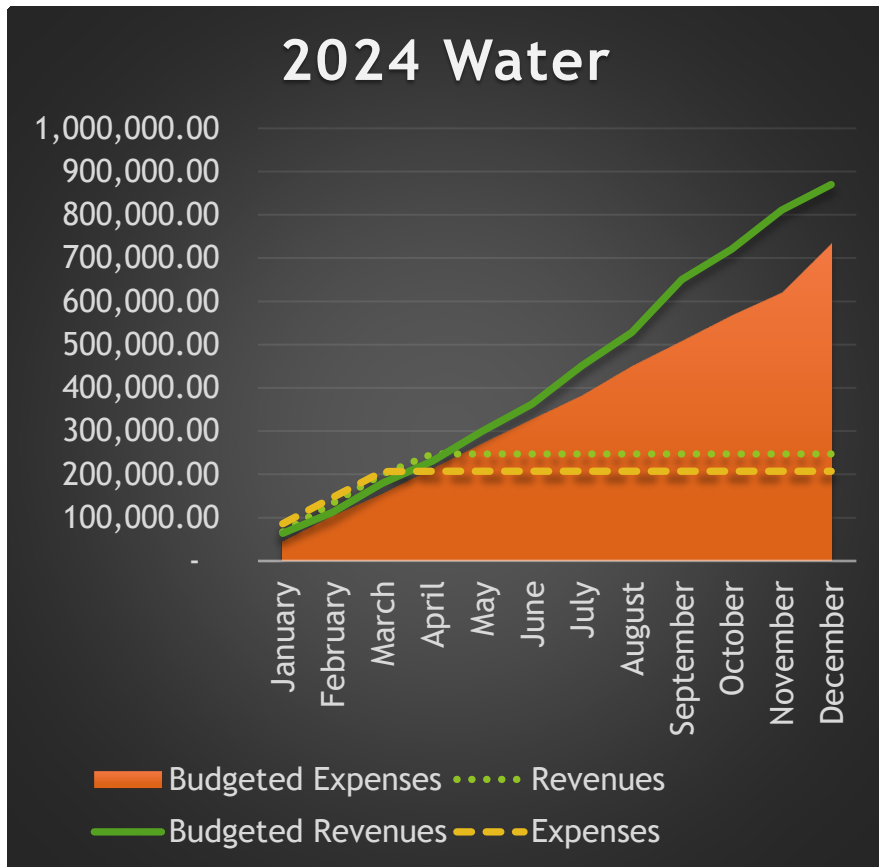 2024 Water
1,000,000.00
900,000.00
800,000.00
700,000.00
600,000.00
500,000.00
400,000.00
300,000.00
200,000.00
100,000.00
-
January
February
March
April
May
June
July
August
September
October
November
December
Budgeted Expenses Revenues
Budgeted Revenues Expenses